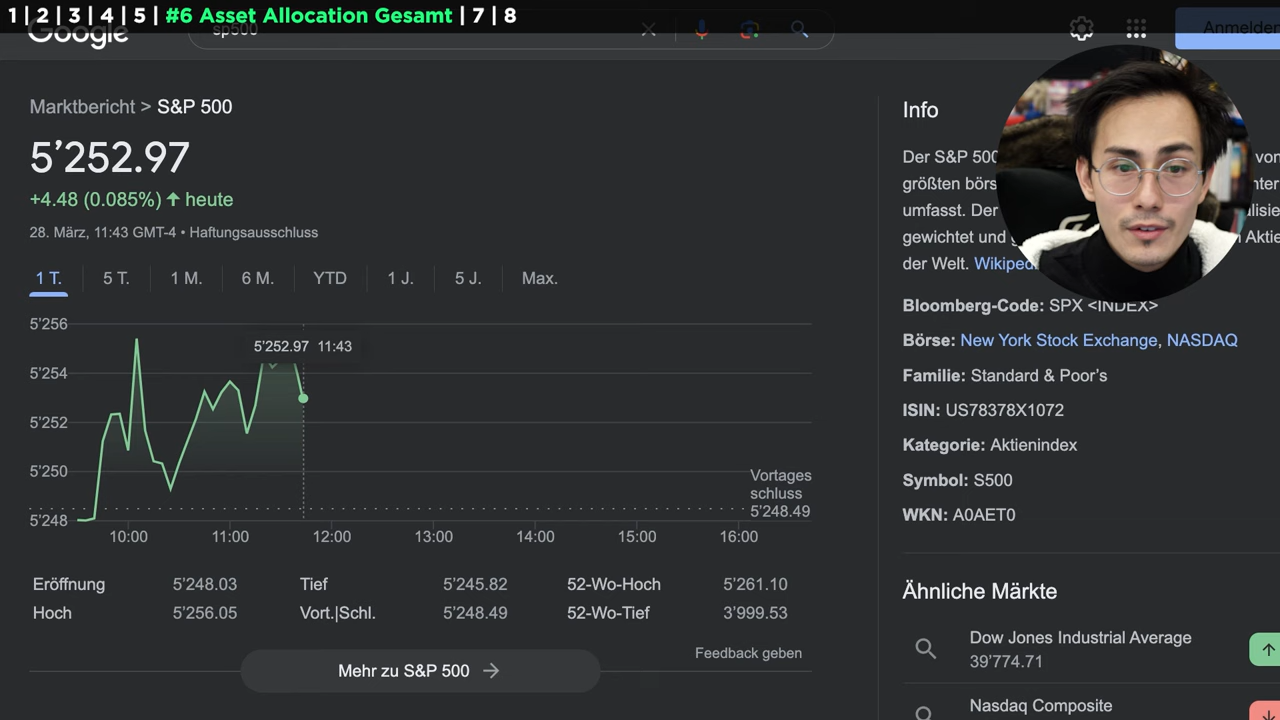 1 | 2 | 3 | 4 | 5 | #6 Asset Allocation Gesamt | 7 | 8
Google
sp500
Anmelden
Marktbericht > S&P 500
5’252.97
+4.48 (0.085%) ↑ heute
28. März, 11:43 GMT-4 • Haftungsausschluss
1 T.
5 T.
1 M.
6 M.
YTD
1 J.
5 J.
Max.
5’256
5’254
5’252
5’250
5’248
5’252.97 11:43
Vortages
schluss
5’248.49
10:00
11:00
12:00
13:00
14:00
15:00
16:00
Eröffnung 5’248.03 Tief 5’245.82 52-Wo-Hoch 5’261.10
Hoch 5’256.05 Vort.|Schl. 5’248.49 52-Wo-Tief 3’999.53
Feedback geben
Mehr zu S&P 500 →
Info
Der S&P 500 von
größten börs
umfasst. Der
gewichtet und Aktie
der Welt.
Bloomberg-Code: SPX <INDEX>
Börse: New York Stock Exchange, NASDAQ
Familie: Standard & Poor’s
ISIN: US78378X1072
Kategorie: Aktienindex
Symbol: S500
WKN: A0AET0
Ähnliche Märkte
Dow Jones Industrial Average
39’774.71
Nasdaq Composite